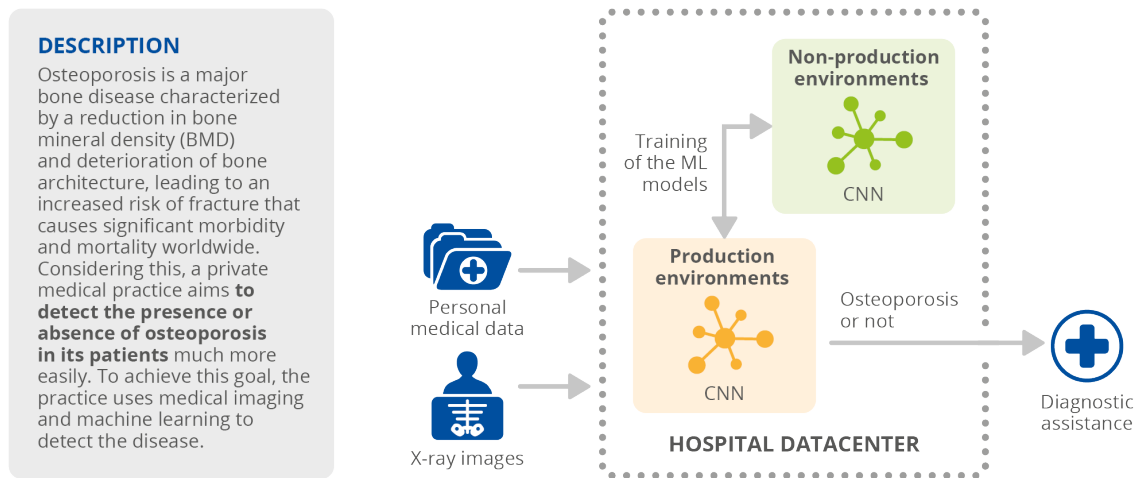 DESCRIPTION
Osteoporosis is a major
bone disease characterized
by a reduction in bone
mineral density (BMD)
and deterioration of bone
architecture, leading to an
increased risk of fracture that
causes significant morbidity
and mortality worldwide.
Considering this, a private
medical practice aims to
detect the presence or
absence of osteoporosis
in its patients much more
easily. To achieve this goal, the
practice uses medical imaging
and machine learning to
detect the disease.
Personal
medical data
X-ray images
Non-production
environments
CNN
Training
of the ML
models
Production
environments
CNN
Osteoporosis
or not
HOSPITAL DATACENTER
Diagnostic
assistance